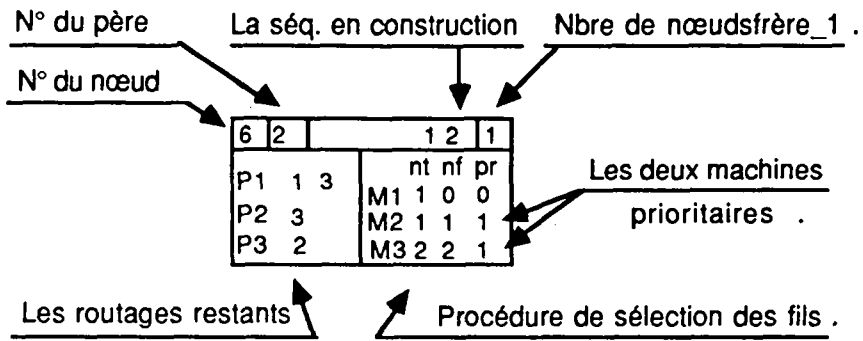 N° du père La séq. en construction Nbre de nœudsfrère_1 .
N° du nœud
6 2 1 2 1
nt nf pr
P1 1 3
M1 1 0 0
P2 3
M2 1 1 1
P3 2
M3 2 2 1
Les deux machines
prioritaires .
Les routages restants Procédure de sélection des fils .